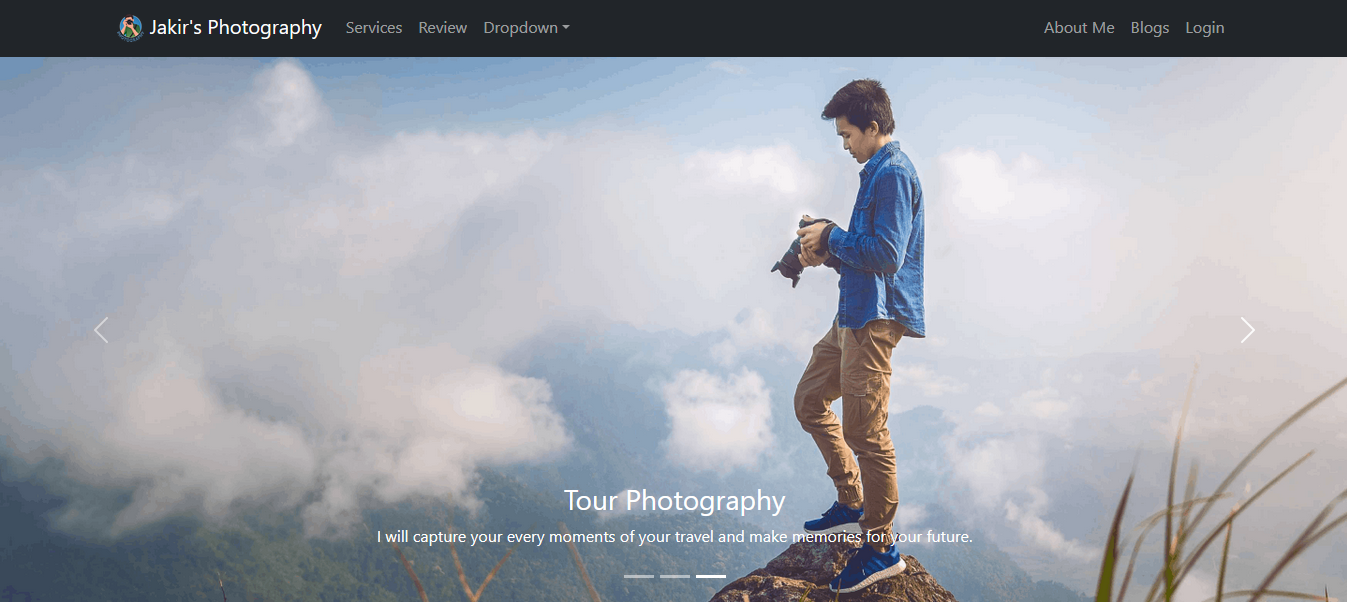 Jakir's Photography Services Review Dropdown About Me Blogs Login
Tour Photography
I will capture your every moments of your travel and make memories for your future.